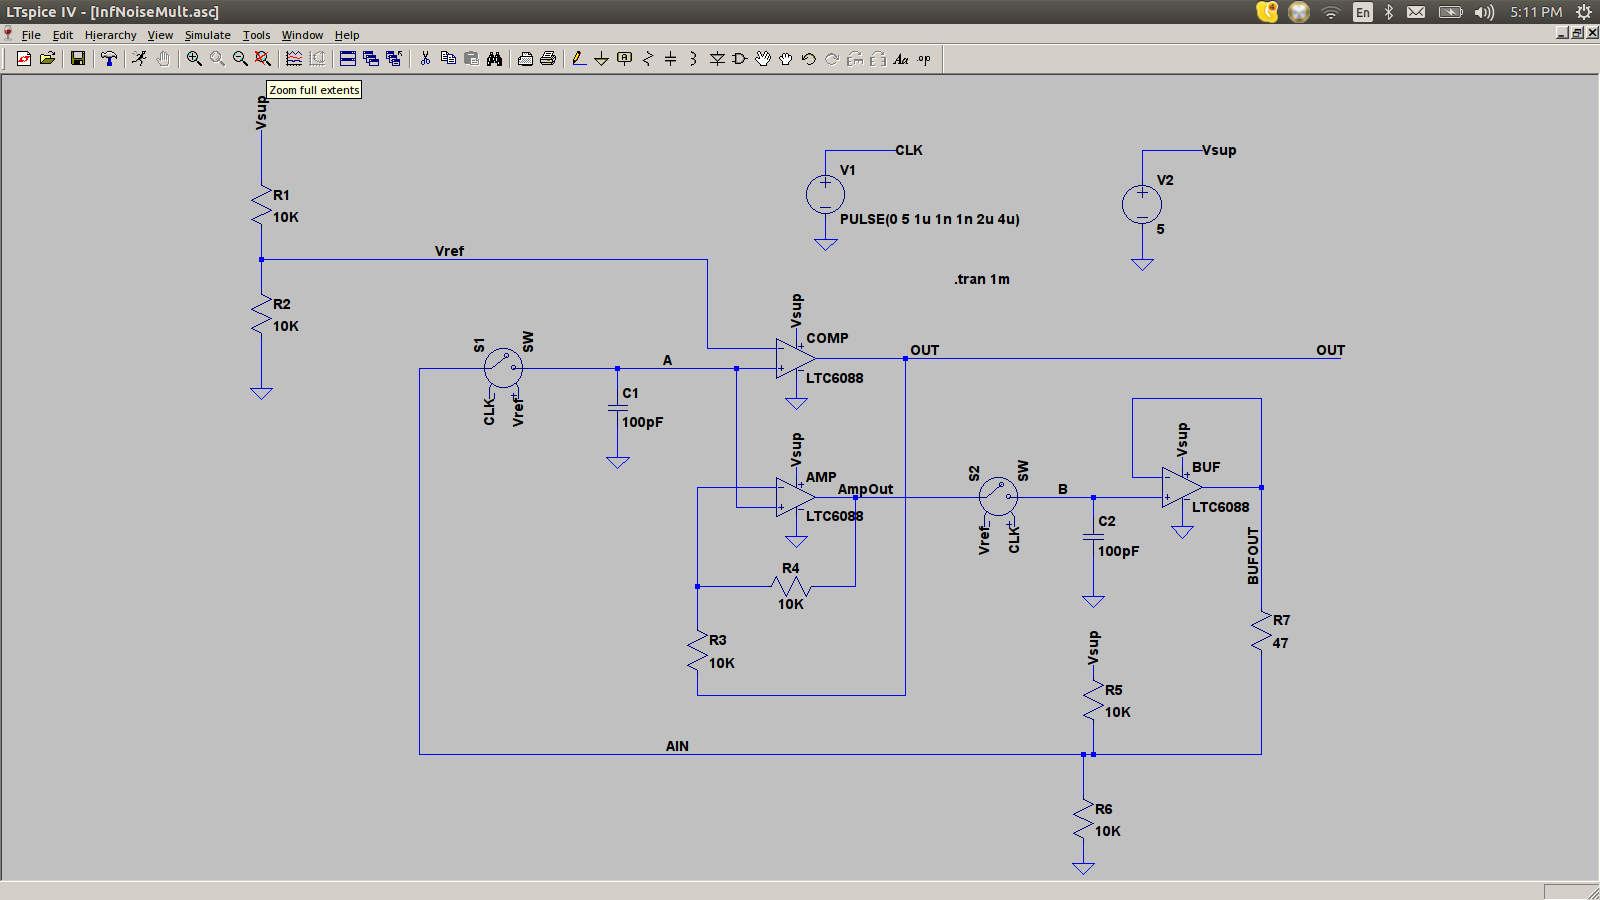 LTspice IV - [InfNoiseMult.asc]
En
5:11 PM
File Edit Hierarchy View Simulate Tools Window Help
Aa .op
Zoom full extents
Vsup
R1
10K
Vref
R2
10K
CLK
V1
PULSE(0 5 1u 1n 1n 2u 4u)
Vsup
V2
5
.tran 1m
S1
SW
CLK
Vref
A
C1
100pF
Vsup
COMP
LTC6088
OUT
OUT
Vsup
AMP
AmpOut
LTC6088
R4
10K
R3
10K
S2
SW
Vref
CLK
B
C2
100pF
Vsup
BUF
LTC6088
BUFOUT
R7
47
Vsup
R5
10K
AIN
R6
10K